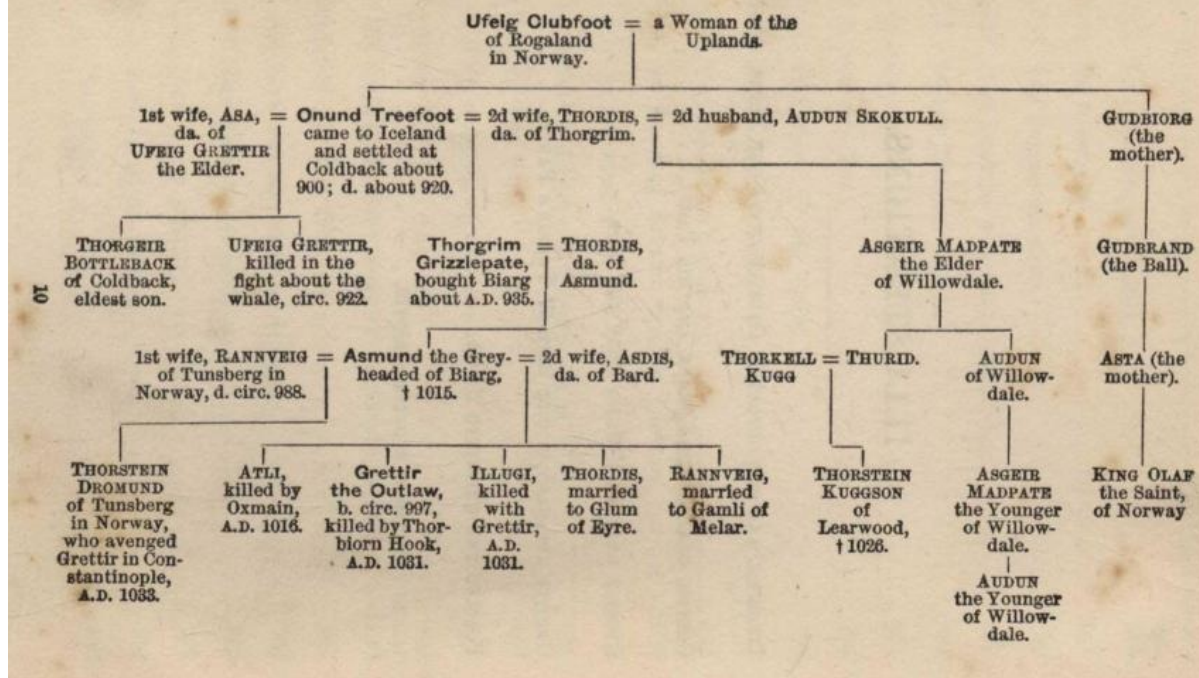 Ufeig Clubfoot = a Woman of the
of Rogaland Uplands.
in Norway.
1st wife, ASA, = Onund Treefoot = 2d wife, THORDIS, = 2d husband, AUDUN SKOKULL.
da. of came to Iceland da. of Thorgrim.
UFEIG GRETTIR and settled at
the Elder. Coldback about
900; d. about 920.
GUDBIORG
(the
mother).
THORGEIR
BOTTLEBACK
of Coldback,
eldest son.
UFEIG GRETTIR,
killed in the
fight about the
whale, circ. 922.
Thorgrim = THORDIS,
Grizzlepate, da. of
bought Biarg Asmund.
about A.D. 935.
ASGEIR MADPATE
the Elder
of Willowdale.
GUDBRAND
(the Ball).
10
1st wife, RANNVEIG = Asmund the Grey- = 2d wife, ASDIS,
of Tunsberg in headed of Biarg, da. of Bard.
Norway, d. circ. 988. † 1015.
THORKELL = THURID.
KUGG
AUDUN
of Willow-
dale.
ASTA (the
mother).
THORSTEIN
DROMUND
of Tunsberg
in Norway,
who avenged
Grettir in Con-
stantinople,
A.D. 1033.
ATLI,
killed by
Oxmain,
A.D. 1016.
Grettir
the Outlaw,
b. circ. 997,
killed by Thor-
biorn Hook,
A.D. 1031.
ILLUGI,
killed
with
Grettir,
A.D.
1031.
THORDIS,
married
to Glum
of Eyre.
RANNVEIG,
married
to Gamli of
Melar.
THORSTEIN
KUGGSON
of
Learwood,
† 1026.
ASGEIR
MADPATE
the Younger
of Willow-
dale.
AUDUN
the Younger
of Willow-
dale.
KING OLAF
the Saint,
of Norway